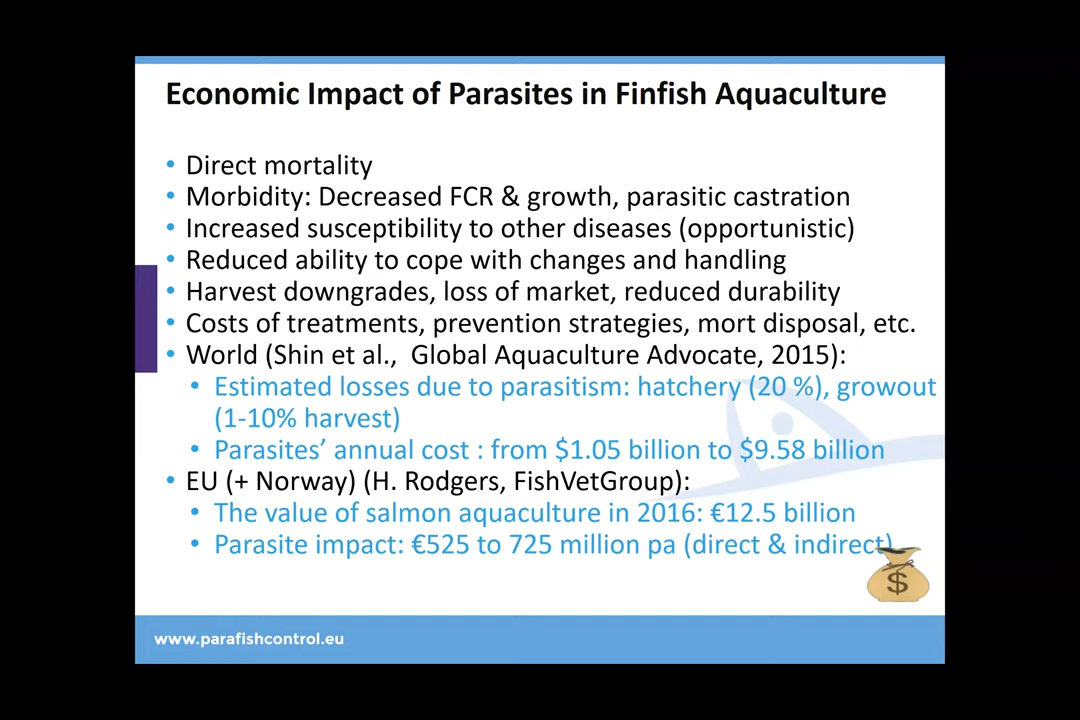 Economic Impact of Parasites in Finfish Aquaculture
• Direct mortality
• Morbidity: Decreased FCR & growth, parasitic castration
• Increased susceptibility to other diseases (opportunistic)
• Reduced ability to cope with changes and handling
• Harvest downgrades, loss of market, reduced durability
• Costs of treatments, prevention strategies, mort disposal, etc.
• World (Shin et al., Global Aquaculture Advocate, 2015):
• Estimated losses due to parasitism: hatchery (20 %), growout
(1-10% harvest)
• Parasites’ annual cost : from $1.05 billion to $9.58 billion
• EU (+ Norway) (H. Rodgers, FishVetGroup):
• The value of salmon aquaculture in 2016: €12.5 billion
• Parasite impact: €525 to 725 million pa (direct & indirect)
$
www.parafishcontrol.eu